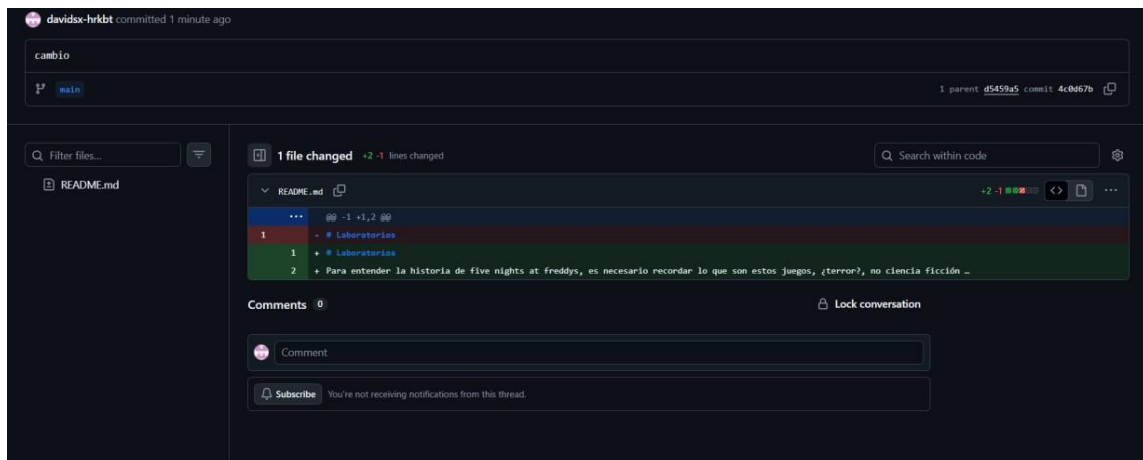 davidsx-hrkbt committed 1 minute ago
cambio
main
1 parent d5459a5 commit 4c0d67b
Filter files...
README.md
1 file changed +2 -1 lines changed
Search within code
README.md
+2 -1
@@ -1 +1,2 @@
1 - # Laboratorios
1 + # Laboratorios
2 + Para entender la historia de five nights at freddys, es necesario recordar lo que son estos juegos, ¿terror?, no ciencia ficción …
Comments 0
Lock conversation
Comment
Subscribe You're not receiving notifications from this thread.